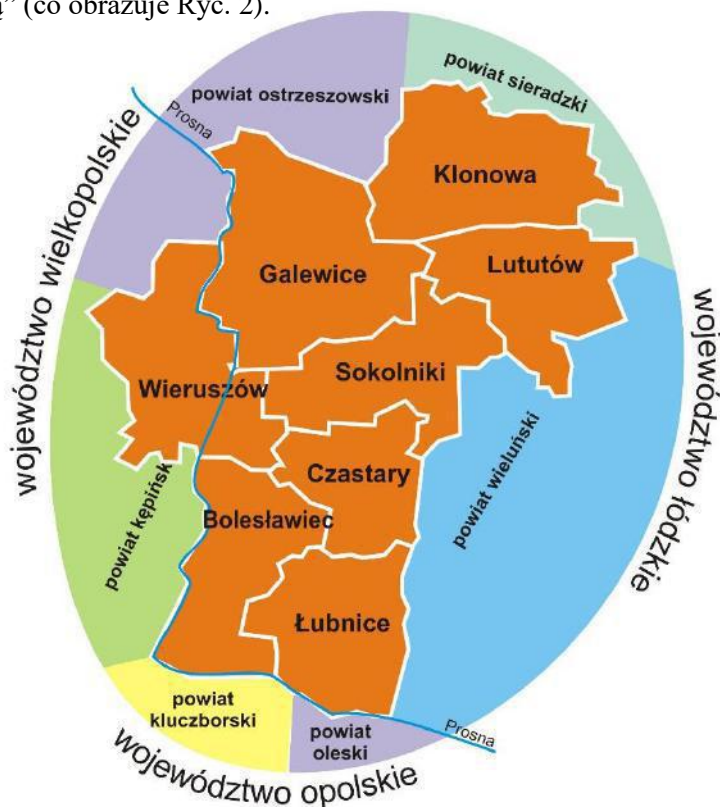 ą” (co obrazuje Ryc. 2).
powiat sieradzki
powiat ostrzeszowski
Prosna
Klonowa
województwo wielkopolskie
Galewice
Lututów
województwo łódzkie
Sokolniki
Wieruszów
powiat wieluński
Czastary
powiat kępińsk
Bolesławiec
Łubnice
powiat
kluczborski
powiat
oleski
Prosna
województwo opolskie